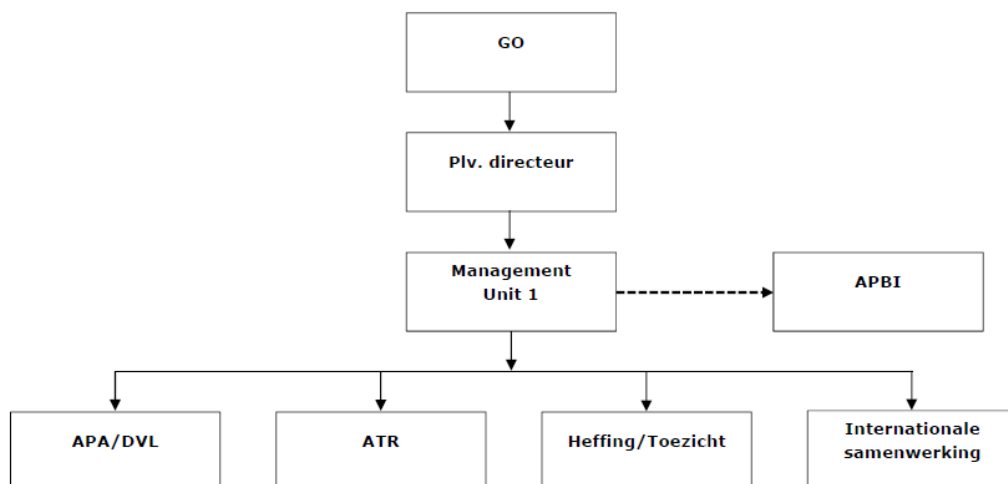 GO
Plv. directeur
Management
Unit 1
APBI
APA/DVL
ATR
Heffing/Toezicht
Internationale
samenwerking